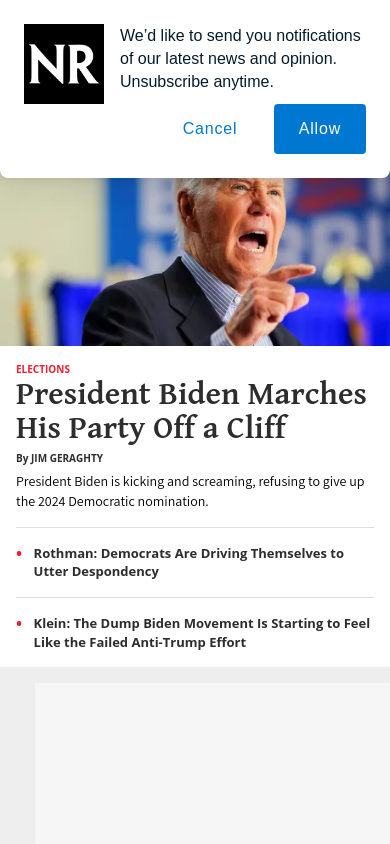 NR
We’d like to send you notifications
of our latest news and opinion.
Unsubscribe anytime.
Cancel
Allow
ELECTIONS
President Biden Marches
His Party Off a Cliff
By JIM GERAGHTY
President Biden is kicking and screaming, refusing to give up
the 2024 Democratic nomination.
• Rothman: Democrats Are Driving Themselves to
Utter Despondency
• Klein: The Dump Biden Movement Is Starting to Feel
Like the Failed Anti-Trump Effort